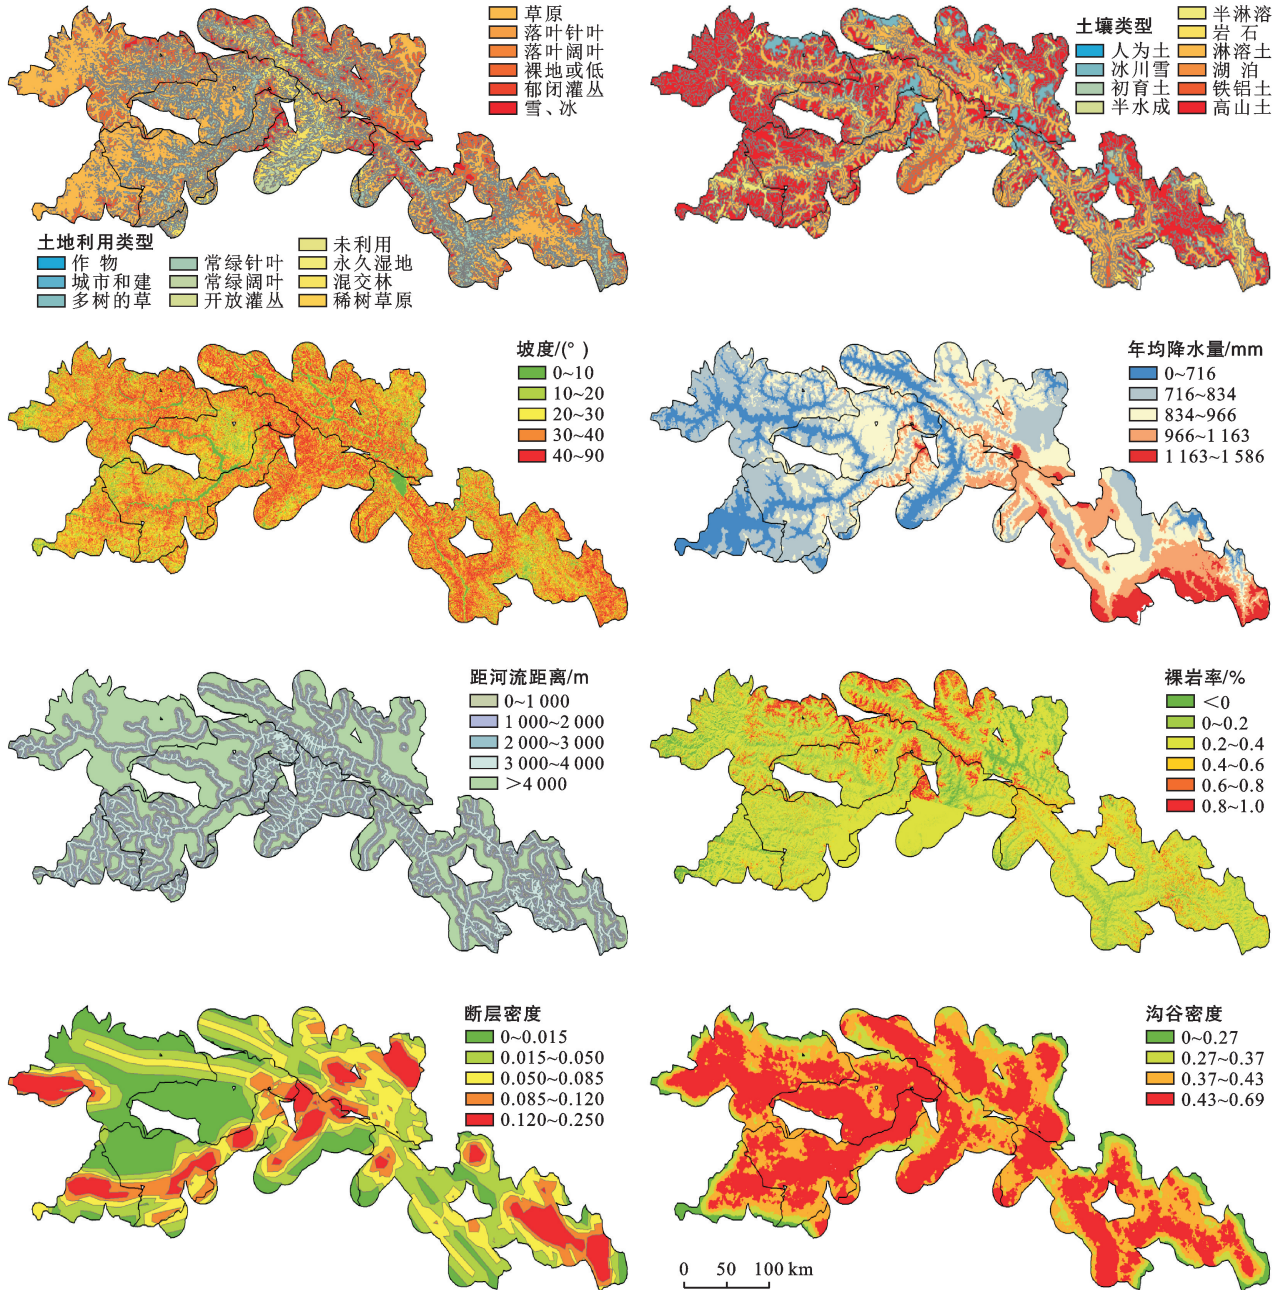 草原
落叶针叶
落叶阔叶
裸地或低
郁闭灌丛
雪、冰
土地利用类型
作 物
城市和建
多树的草
常绿针叶
常绿阔叶
开放灌丛
未利用
永久湿地
混交林
稀树草原
土壤类型
人为土
冰川雪
初育土
半水成
半淋溶
岩 石
淋溶土
湖 泊
铁铝土
高山土
坡度/(°)
0~10
10~20
20~30
30~40
40~90
年均降水量/mm
0~716
716~834
834~966
966~1 163
1 163~1 586
距河流距离/m
0~1 000
1 000~2 000
2 000~3 000
3 000~4 000
>4 000
裸岩率/%
<0
0~0.2
0.2~0.4
0.4~0.6
0.6~0.8
0.8~1.0
断层密度
0~0.015
0.015~0.050
0.050~0.085
0.085~0.120
0.120~0.250
沟谷密度
0~0.27
0.27~0.37
0.37~0.43
0.43~0.69
0 50 100 km